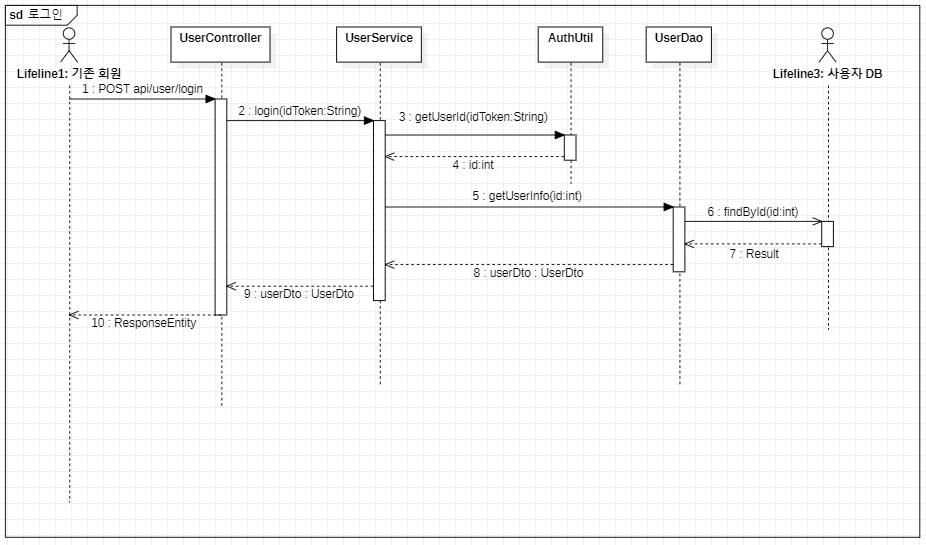 sd 로그인
UserController
UserService
AuthUtil
UserDao
Lifeline1: 기존 회원
Lifeline3: 사용자 DB
1 : POST api/user/login
2 : login(idToken:String)
3 : getUserId(idToken:String)
4 : id:int
5 : getUserInfo(id:int)
6 : findById(id:int)
7 : Result
8 : userDto : UserDto
9 : userDto : UserDto
10 : ResponseEntity